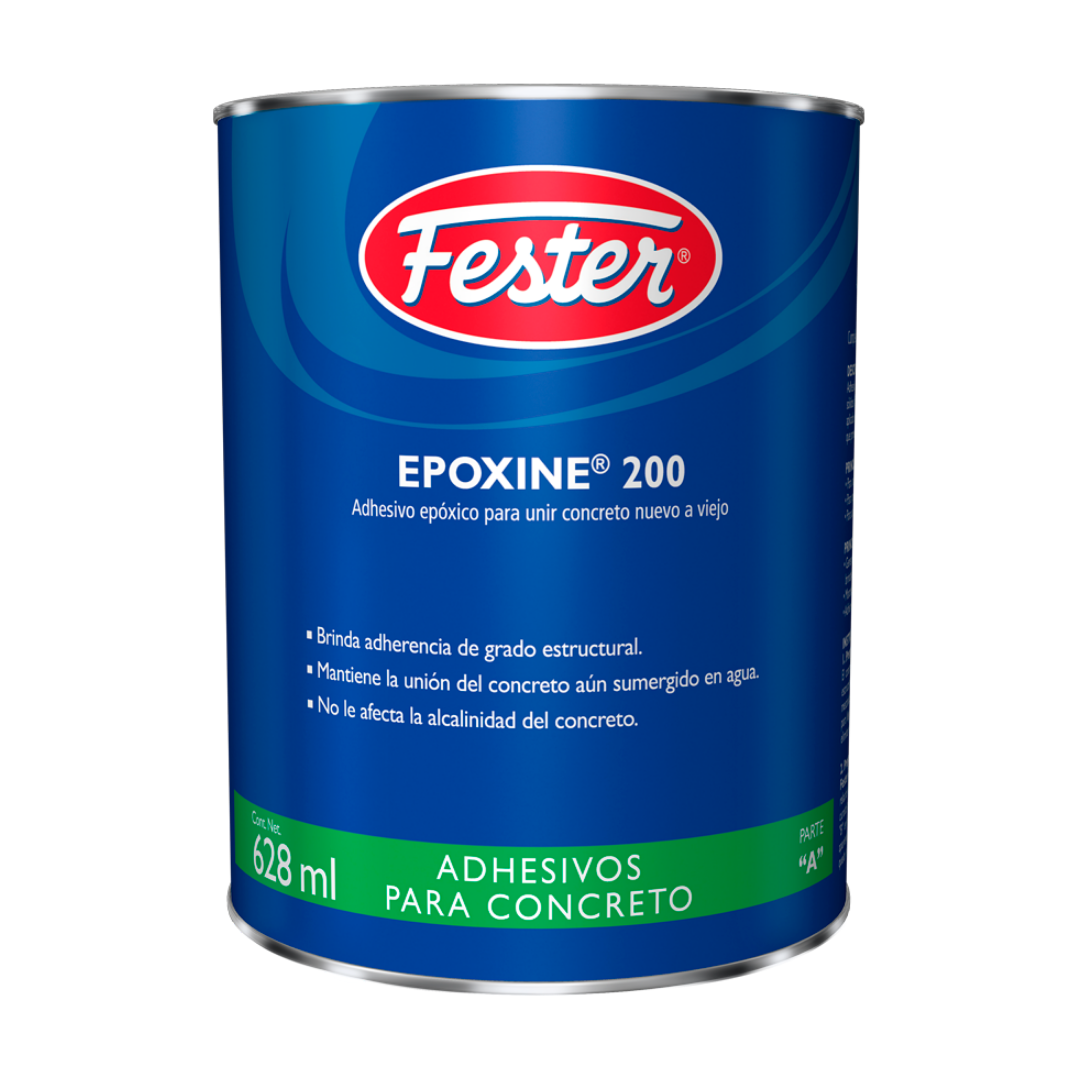 Fester®
EPOXINE® 200
Adhesivo epóxico para unir concreto nuevo a viejo
▪ Brinda adherencia de grado estructural.
▪ Mantiene la unión del concreto aún sumergido en agua.
▪ No le afecta la alcalinidad del concreto.
Cont. Net.
628 ml
ADHESIVOS
PARA CONCRETO
PARTE
“A”